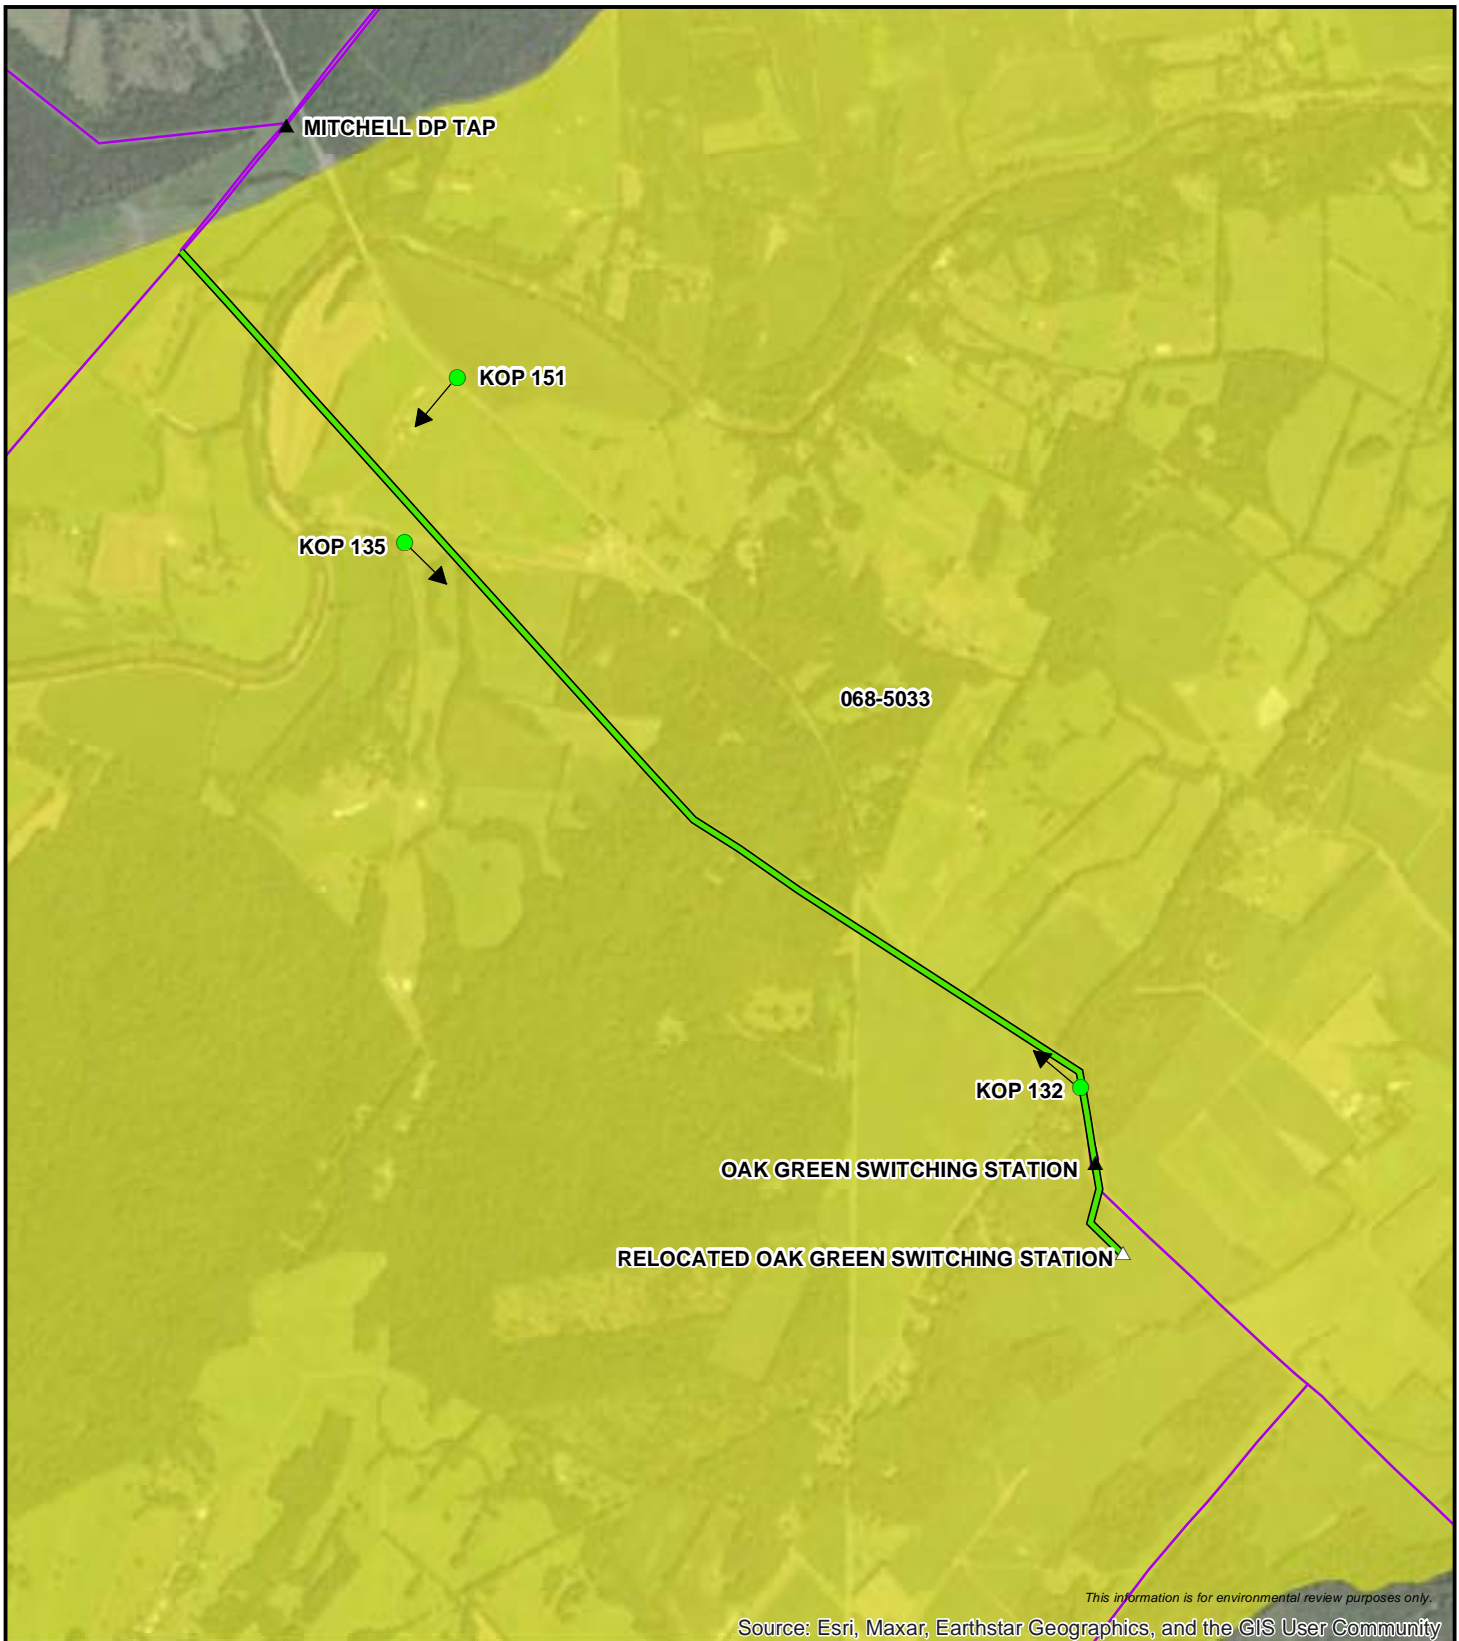 MITCHELL DP TAP
KOP 151
KOP 135
068-5033
KOP 132
OAK GREEN SWITCHING STATION
RELOCATED OAK GREEN SWITCHING STATION
This information is for environmental review purposes only.
Source: Esri, Maxar, Earthstar Geographics, and the GIS User Community